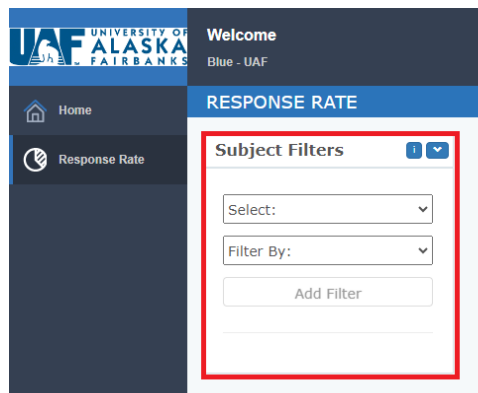 UNIVERSITY OF
UAF ALASKA
FAIRBANKS
Welcome
Blue - UAF
Home
Response Rate
RESPONSE RATE
Subject Filters
i
Select:
Filter By:
Add Filter